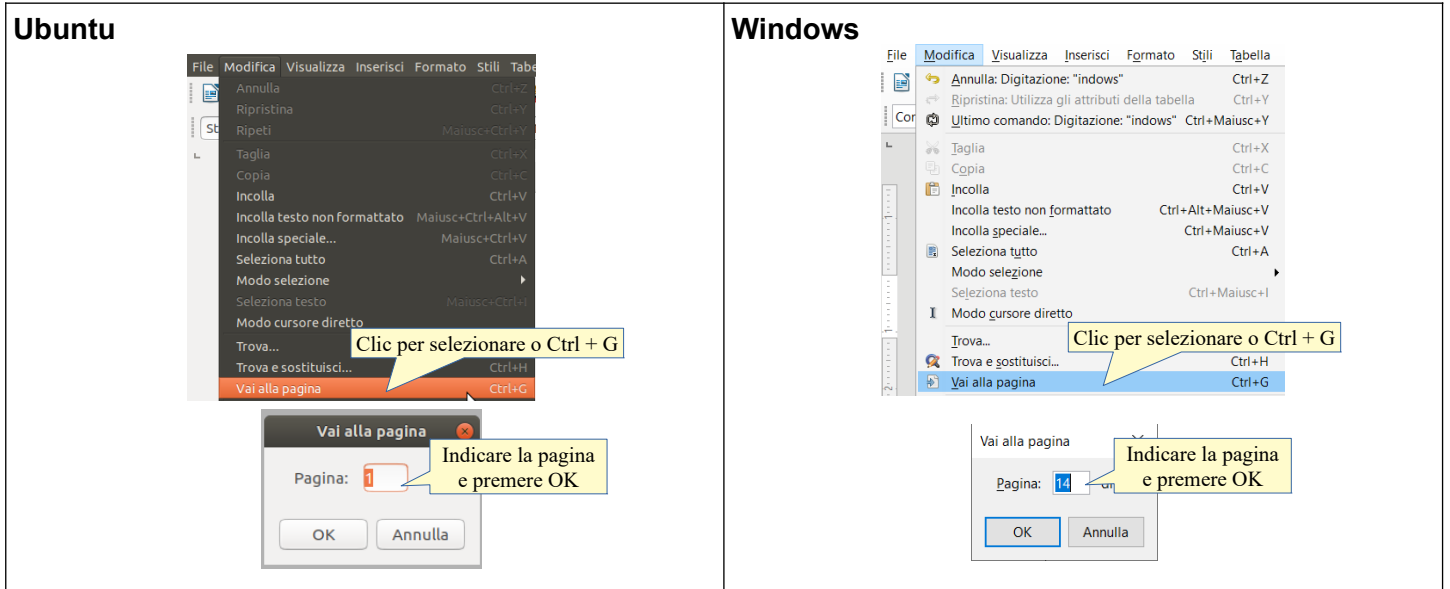 Ubuntu
File Modifica Visualizza Inserisci Formato Stili Tabe
Annulla Ctrl+Z
Ripristina Ctrl+Y
St Ripeti Maiusc+Ctrl+Y
Taglia Ctrl+X
Copia Ctrl+C
Incolla Ctrl+V
Incolla testo non formattato Maiusc+Ctrl+Alt+V
Incolla speciale... Maiusc+Ctrl+V
Seleziona tutto Ctrl+A
Modo selezione
Seleziona testo Maiusc+Ctrl+I
Modo cursore diretto
Trova...
Clic per selezionare o Ctrl + G
Trova e sostituisci... Ctrl+H
Vai alla pagina Ctrl+G
Vai alla pagina
Pagina: 1
Indicare la pagina
e premere OK
OK Annulla
Windows
File Modifica Visualizza Inserisci Formato Stili Tabella
Annulla: Digitazione: "indows" Ctrl+Z
Ripristina: Utilizza gli attributi della tabella Ctrl+Y
Cor Ultimo comando: Digitazione: "indows" Ctrl+Maiusc+Y
Taglia Ctrl+X
Copia Ctrl+C
Incolla Ctrl+V
Incolla testo non formattato Ctrl+Alt+Maiusc+V
Incolla speciale... Ctrl+Maiusc+V
Seleziona tutto Ctrl+A
Modo selezione
Seleziona testo Ctrl+Maiusc+I
Modo cursore diretto
Trova...
Clic per selezionare o Ctrl + G
Trova e sostituisci... Ctrl+H
Vai alla pagina Ctrl+G
Vai alla pagina
Pagina: 14
Indicare la pagina
e premere OK
OK Annulla